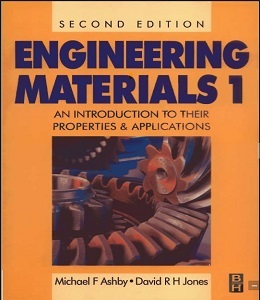 SECOND EDITION
ENGINEERING
MATERIALS 1
AN INTRODUCTION TO THEIR
PROPERTIES & APPLICATIONS
Michael F Ashby • David R H Jones
B
H